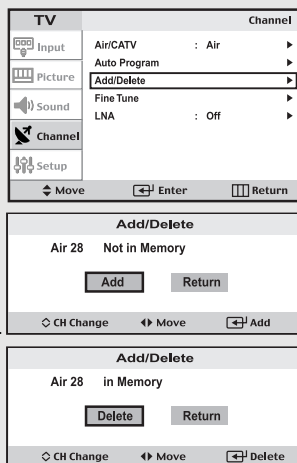 TV Channel
Input
Picture
Sound
Channel
Setup
Air/CATV : Air
Auto Program
Add/Delete
Fine Tune
LNA : Off
Move Enter Return
Add/Delete
Air 28 Not in Memory
Add Return
CH Change Move Add
Add/Delete
Air 28 in Memory
Delete Return
CH Change Move Delete